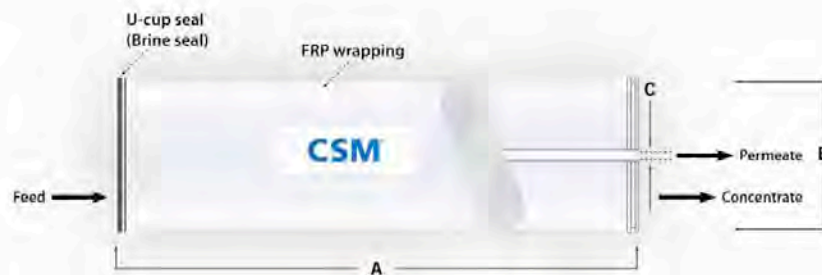 U-cup seal
(Brine seal)
FRP wrapping
C
CSM
Permeate
Feed
Concentrate
A